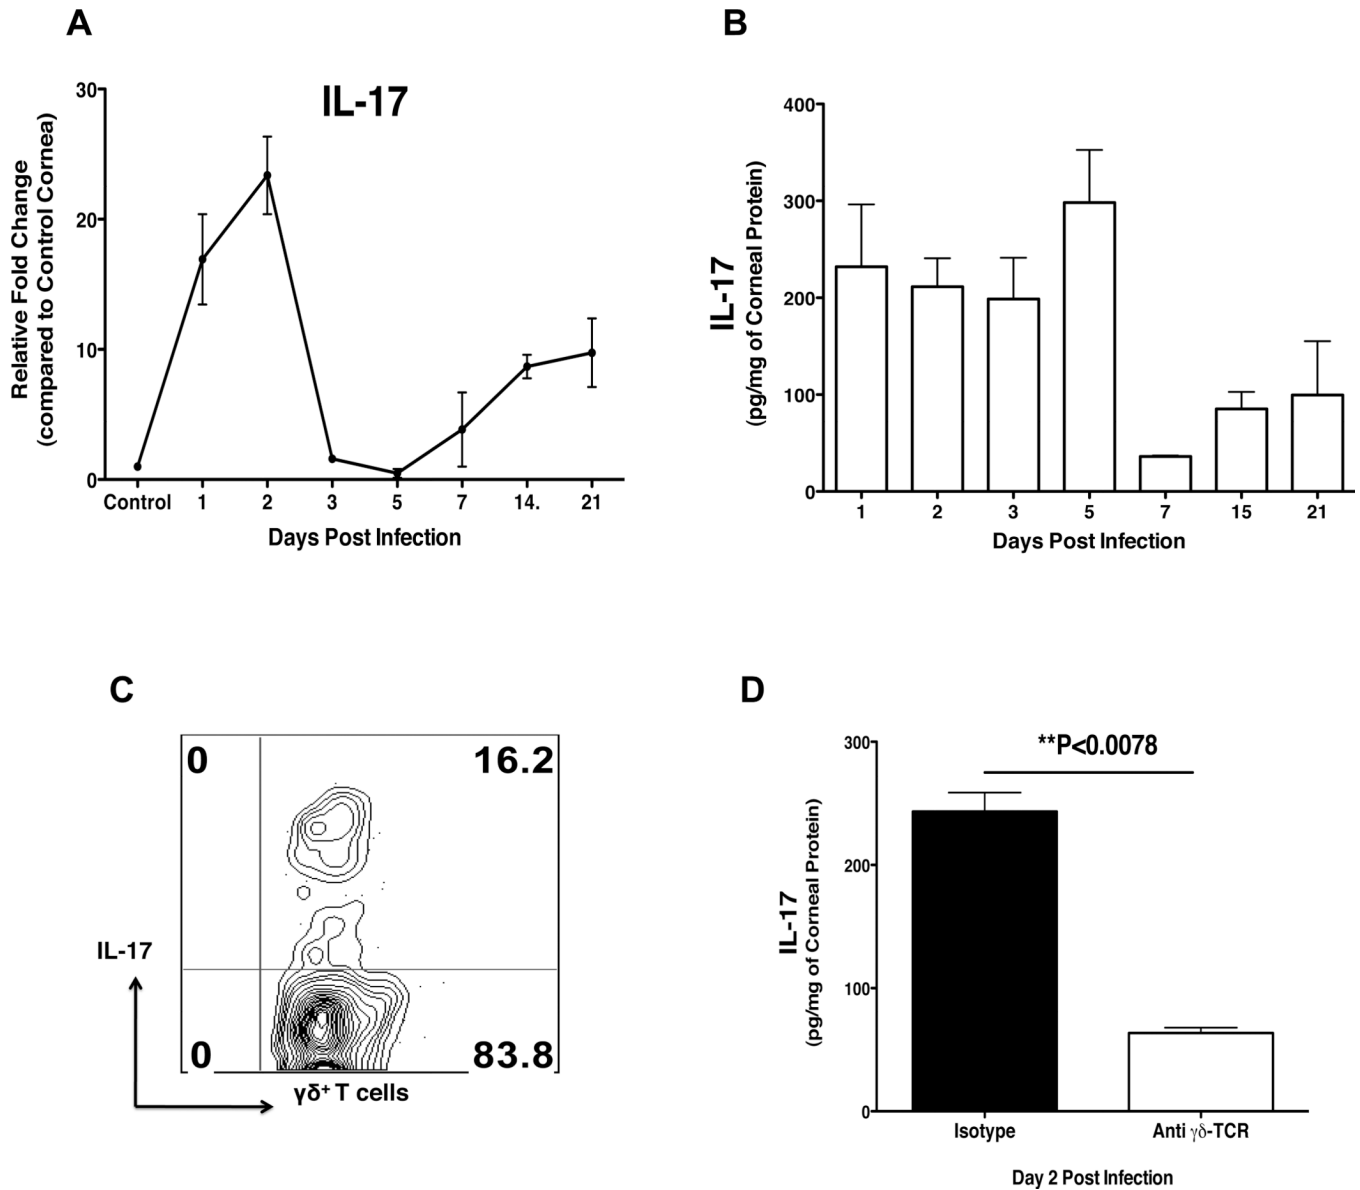 A
IL-17
Relative Fold Change
(compared to Control Cornea)
30
20
10
0
Control 1 2 3 5 7 14. 21
Days Post Infection
B
IL-17
(pg/mg of Corneal Protein)
400
300
200
100
0
1 2 3 5 7 15 21
Days Post Infection
C
0 16.2
0 83.8
IL-17
γδ⁺ T cells
D
**P<0.0078
IL-17
(pg/mg of Corneal Protein)
300
200
100
0
Isotype Anti γδ-TCR
Day 2 Post Infection